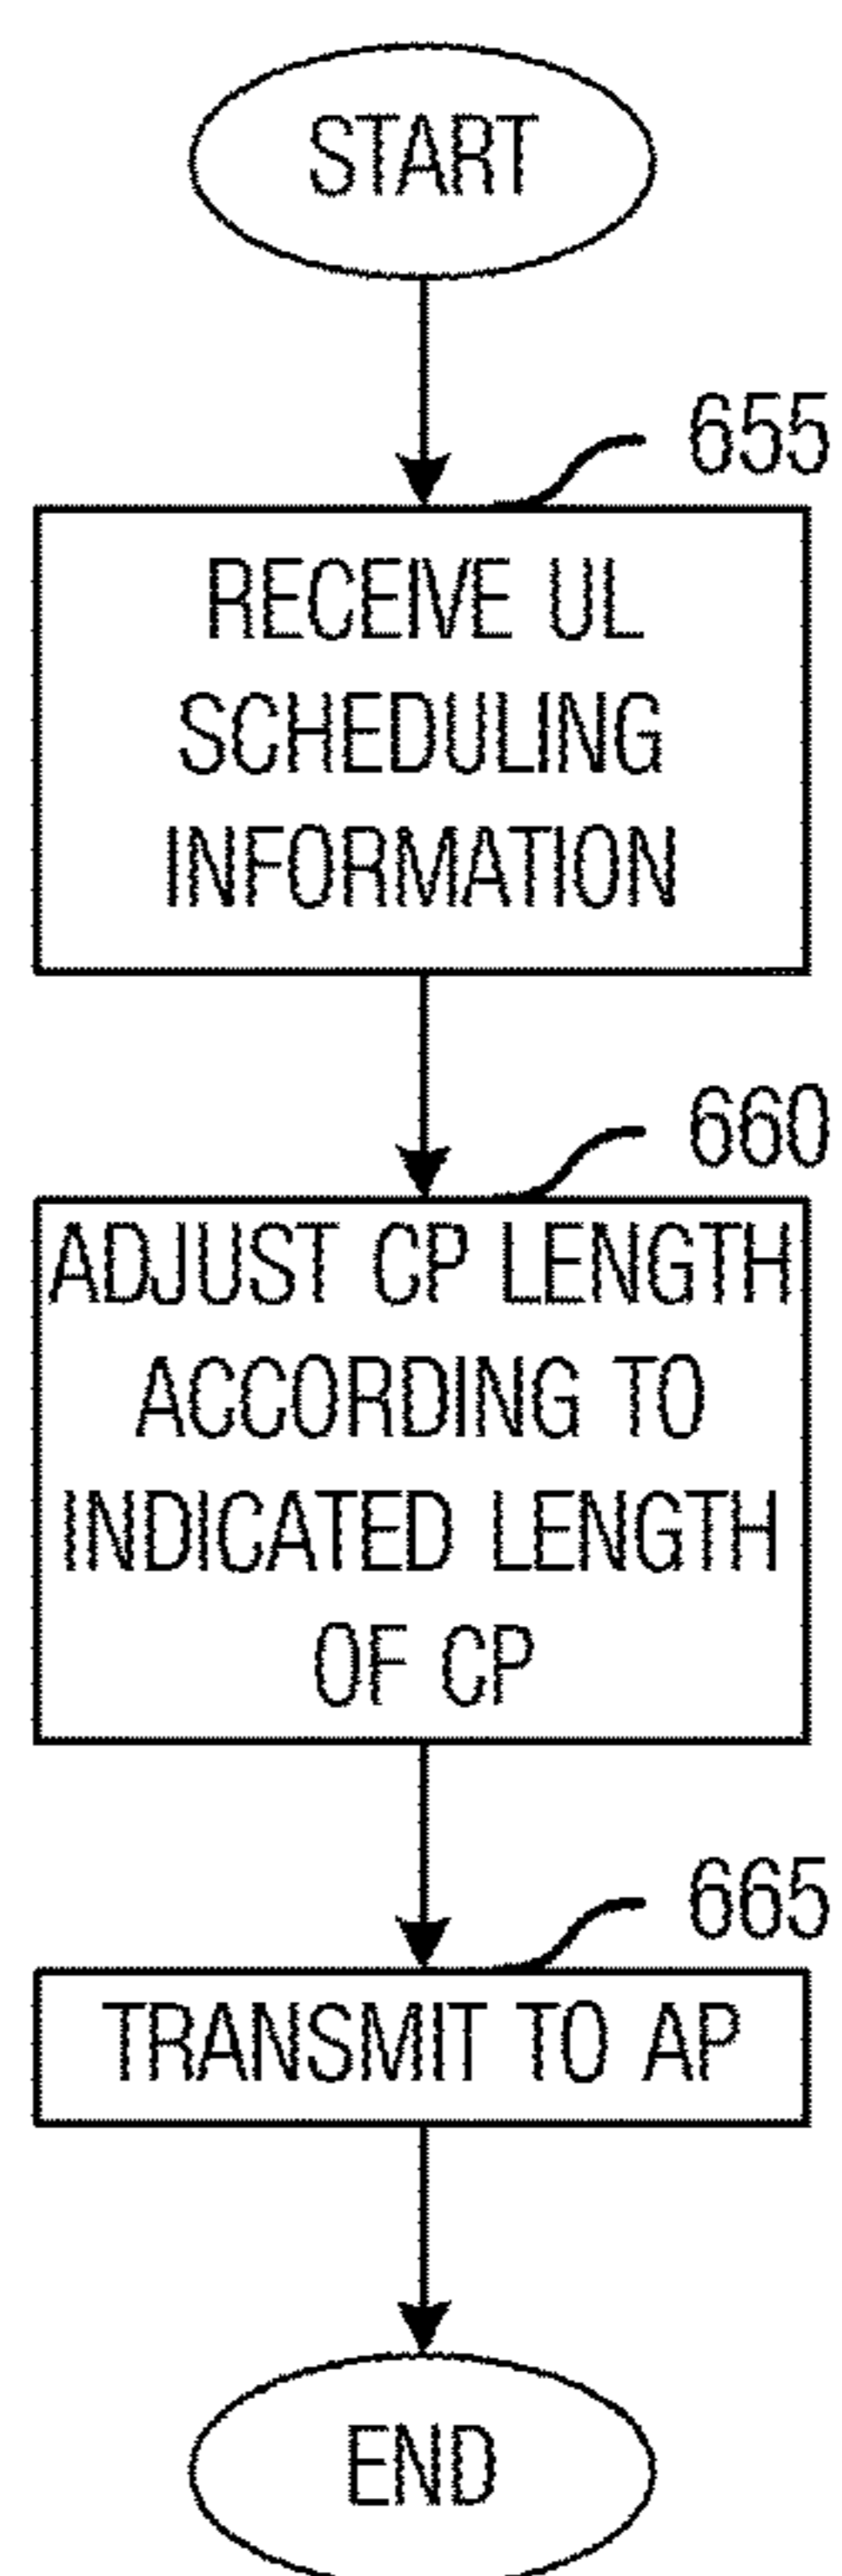 START
655
RECEIVE UL
SCHEDULING
INFORMATION
660
ADJUST CP LENGTH
ACCORDING TO
INDICATED LENGTH
OF CP
665
TRANSMIT TO AP
END